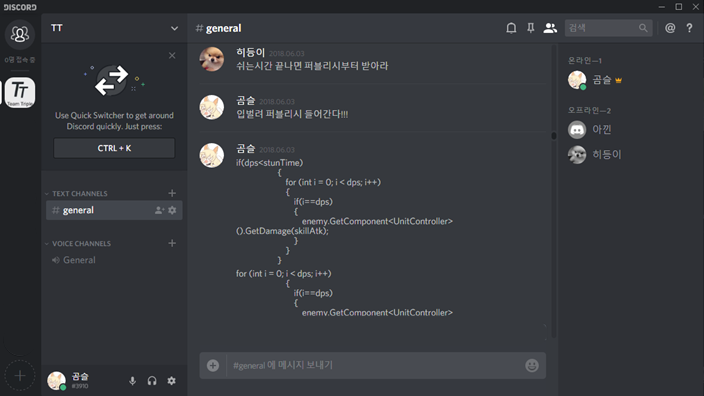 DISCORD
0명 접속 중
TT
Team Triple
TT
Use Quick Switcher to get around
Discord quickly. Just press:
CTRL + K
TEXT CHANNELS
# general
VOICE CHANNELS
General
곰슬
#3910
# general
검색
히등이 2018.06.03
쉬는시간 끝나면 퍼블리시부터 받아라
곰슬 2018.06.03
입벌려 퍼블리시 들어간다!!!
곰슬 2018.06.03
if(dps<stunTime)
{
for (int i = 0; i < dps; i++)
{
if(i==dps)
{
enemy.GetComponent<UnitController>
().GetDamage(skillAtk);
}
}
}
for (int i = 0; i < dps; i++)
{
if(i==dps)
{
enemy.GetComponent<UnitController>
#general 에 메시지 보내기
온라인—1
곰슬
오프라인—2
아낀
히등이